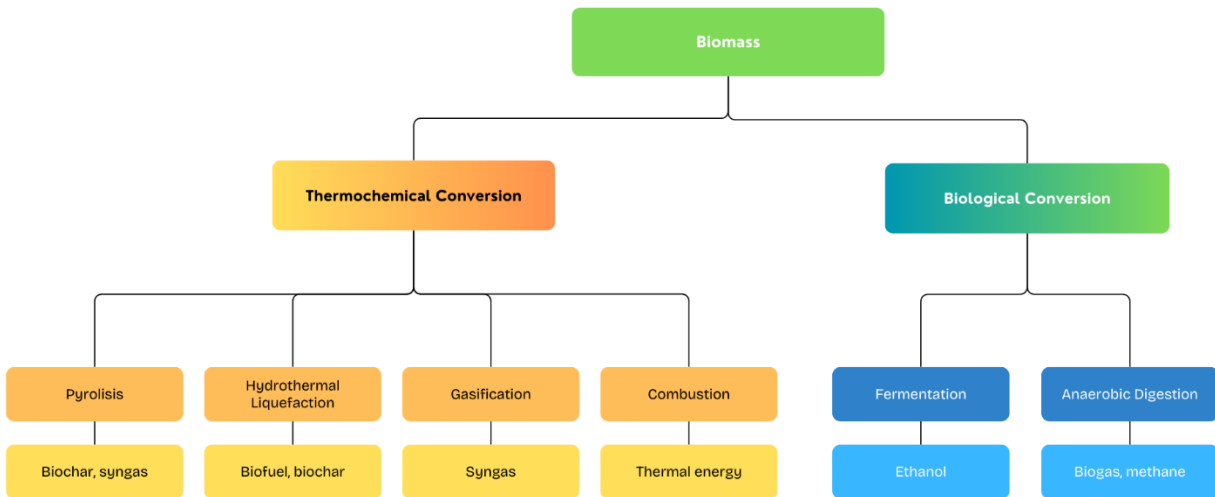 Biomass
Thermochemical Conversion
Biological Conversion
Pyrolisis
Hydrothermal
Liquefaction
Gasification
Combustion
Fermentation
Anaerobic Digestion
Biochar, syngas
Biofuel, biochar
Syngas
Thermal energy
Ethanol
Biogas, methane